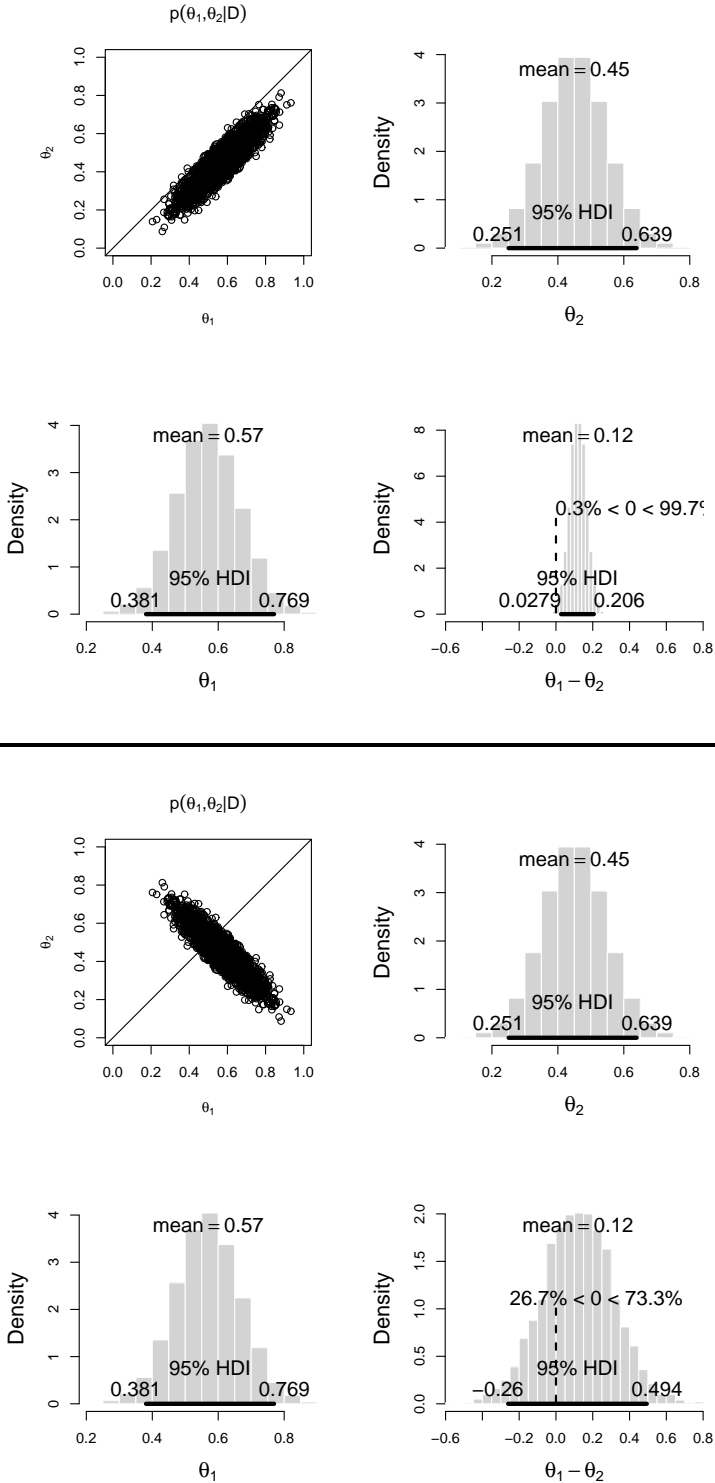 p(θ1,θ2|D)
θ2
0.0 0.2 0.4 0.6 0.8 1.0
0.0 0.2 0.4 0.6 0.8 1.0
θ1
Density
0 1 2 3 4
mean = 0.45
95% HDI
0.251 0.639
0.2 0.4 0.6 0.8
θ2
Density
0 1 2 3 4
mean = 0.57
95% HDI
0.381 0.769
0.2 0.4 0.6 0.8
θ1
Density
0 2 4 6 8
mean = 0.12
0.3% < 0 < 99.7%
95% HDI
0.0279 0.206
−0.6 −0.2 0.0 0.2 0.4 0.6 0.8
θ1 − θ2
p(θ1,θ2|D)
θ2
0.0 0.2 0.4 0.6 0.8 1.0
0.0 0.2 0.4 0.6 0.8 1.0
θ1
Density
0 1 2 3 4
mean = 0.45
95% HDI
0.251 0.639
0.2 0.4 0.6 0.8
θ2
Density
0 1 2 3 4
mean = 0.57
95% HDI
0.381 0.769
0.2 0.4 0.6 0.8
θ1
Density
0.0 0.5 1.0 1.5 2.0
mean = 0.12
26.7% < 0 < 73.3%
95% HDI
−0.26 0.494
−0.6 −0.2 0.0 0.2 0.4 0.6 0.8
θ1 − θ2